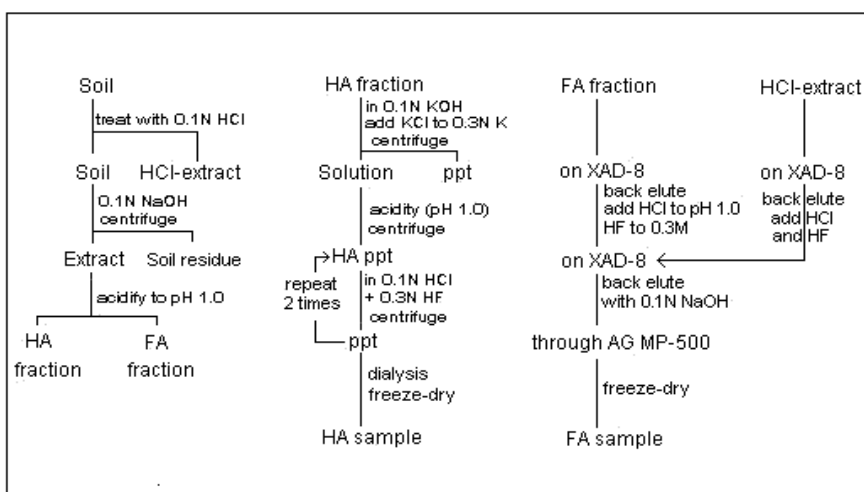 Soil
treat with 0.1N HCl
Soil
HCl-extract
0.1N NaOH
centrifuge
Extract
Soil residue
acidify to pH 1.0
HA
fraction
FA
fraction
HA fraction
in 0.1N KOH
add KCl to 0.3N K
centrifuge
Solution
ppt
acidity (pH 1.0)
centrifuge
HA ppt
repeat
2 times
in 0.1N HCl
+ 0.3N HF
centrifuge
ppt
dialysis
freeze-dry
HA sample
FA fraction
on XAD-8
back elute
add HCl to pH 1.0
HF to 0.3M
on XAD-8
back elute
with 0.1N NaOH
through AG MP-500
freeze-dry
FA sample
HCl-extract
on XAD-8
back elute
add HCl
and HF